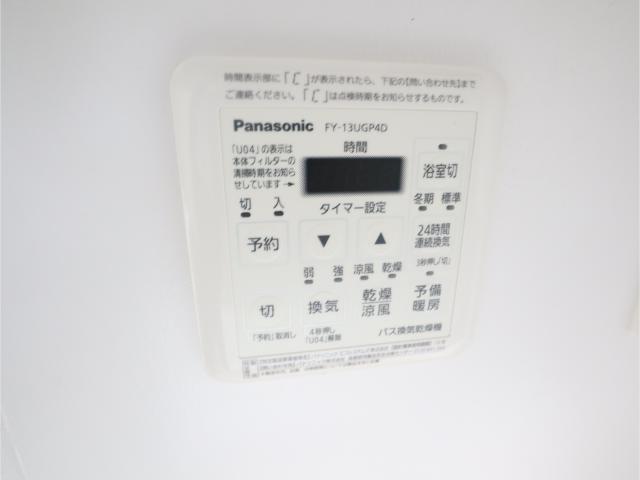 時間表示部に「ﾋ」が表示されたら、下記の【問い合わせ先】まで
ご連絡ください。「ﾋ」は点検時期をお知らせするものです。
Panasonic FY-13UGP4D
「U04」の表示は
本体フィルターの
清掃時期をお知ら
せしています→
時間
浴室切
切 入
タイマー設定
冬期 標準
予約
▼
▲
24時間
連続換気
3秒押し「切」
弱 強 涼風 乾燥
切
換気
乾燥
涼風
予備
暖房
「予約」取消し
4秒押し
「U04」解除
バス換気乾燥機